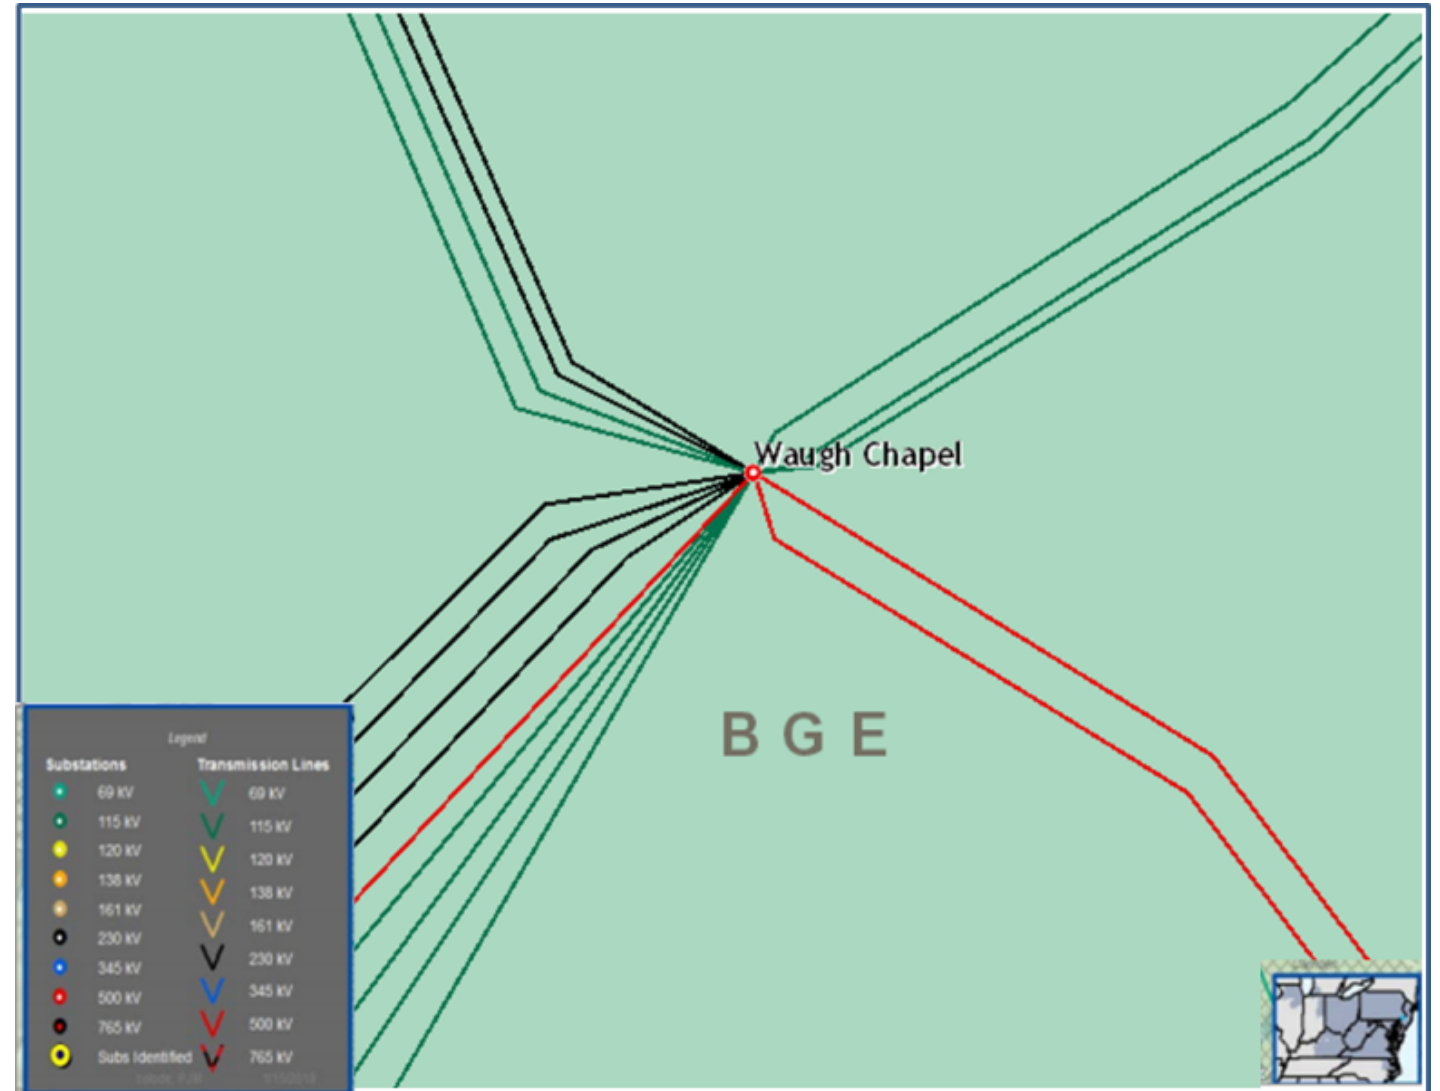 Waugh Chapel
B G E
Legend
Substations Transmission Lines
69 kV 69 kV
115 kV 115 kV
120 kV 120 kV
138 kV 138 kV
161 kV 161 kV
230 kV 230 kV
345 kV 345 kV
500 kV 500 kV
765 kV 765 kV
Subs Identified